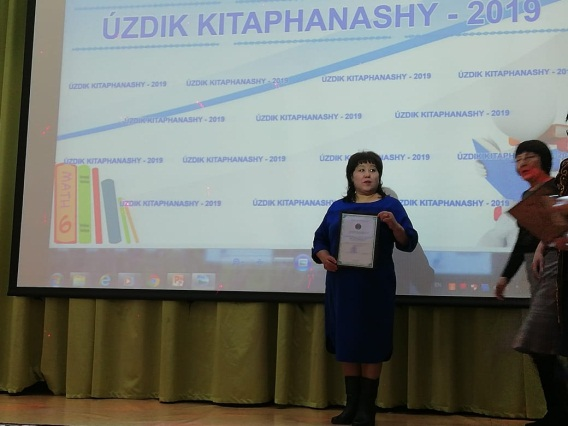 ÚZDIK KITAPHANASHY - 2019
ÚZDIK KITAPHANASHY - 2019 ÚZDIK KITAPHANASHY - 2019 ÚZDIK KITAPHANASHY - 2019 ÚZDIK KITAPHANASHY - 2019
ÚZDIK KITAPHANASHY - 2019 ÚZDIK KITAPHANASHY - 2019 ÚZDIK KITAPHANASHY - 2019
ÚZDIK KITAPHANASHY - 2019 ÚZDIK KITAPHANASHY - 2019 ÚZDIK KITAPHANASHY - 2019 ÚZDIK
ÚZDIK KITAPHANASHY - 2019 ÚZDIK KITAPHANASHY - 2019 KITAPHANASHY - 2019
MATH 6